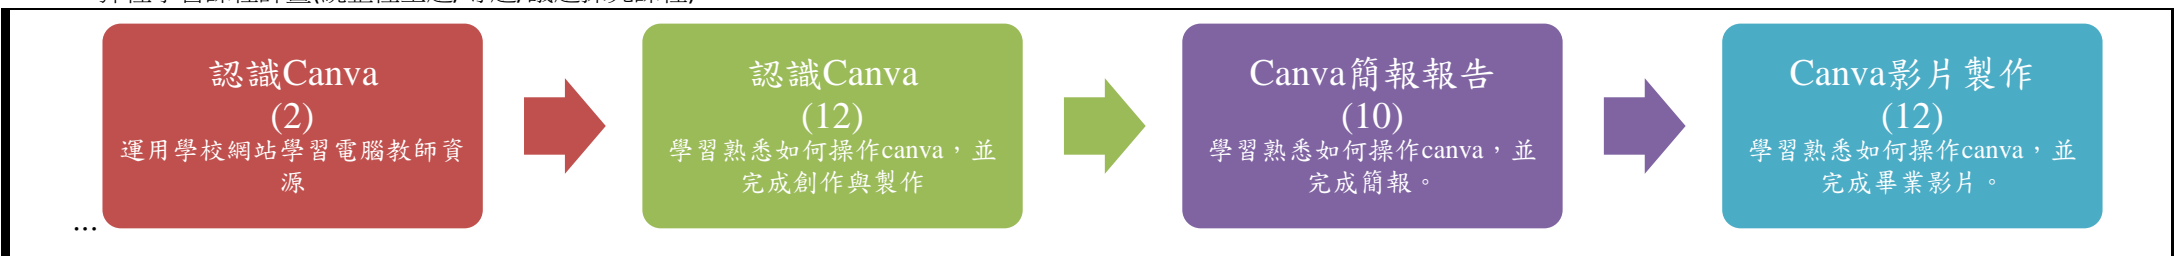 認識Canva
(2)
運用學校網站學習電腦教師資
源
認識Canva
(12)
學習熟悉如何操作canva，並
完成創作與製作
Canva簡報報告
(10)
學習熟悉如何操作canva，並
完成簡報。
Canva影片製作
(12)
學習熟悉如何操作canva，並
完成畢業影片。
...